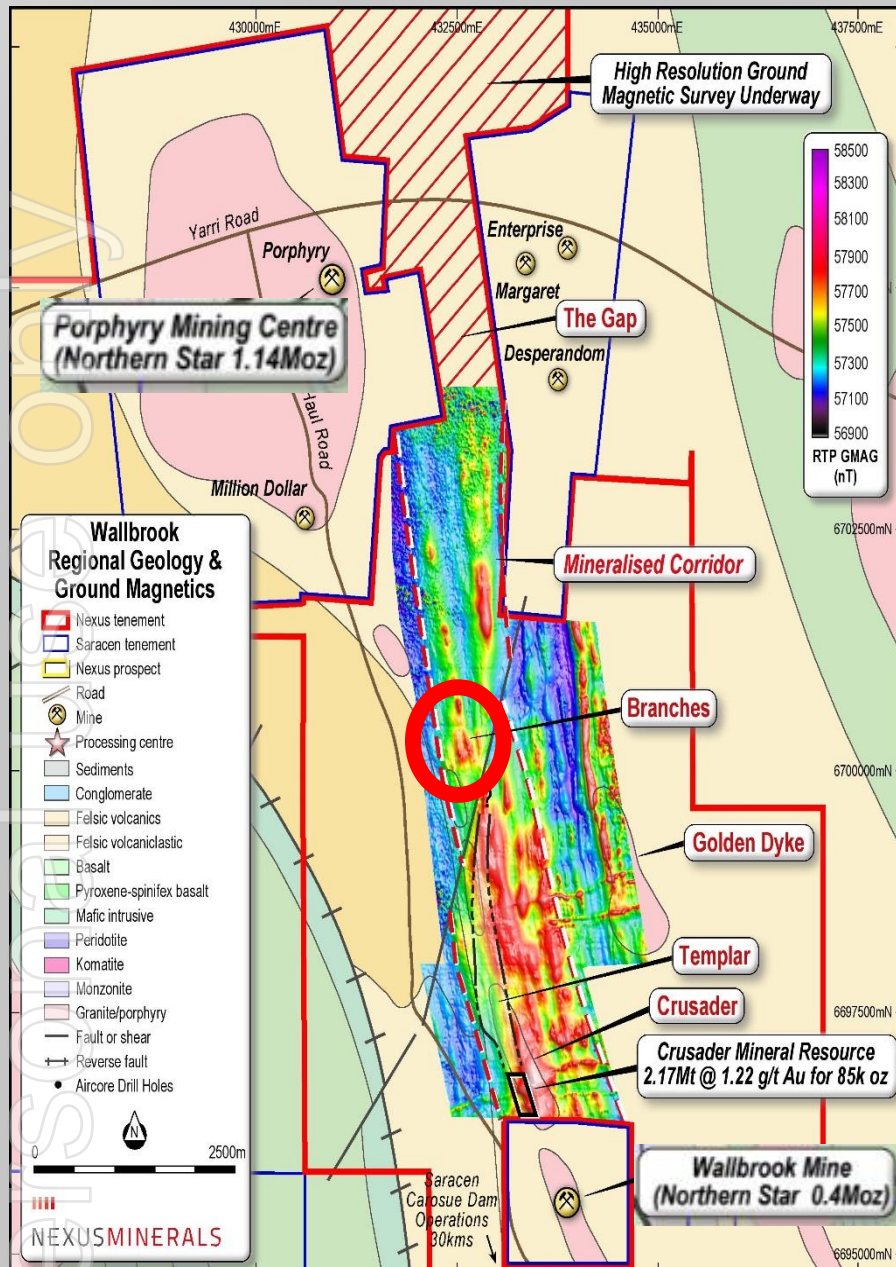 430000mE
432500mE
435000mE
437500mE
High Resolution Ground
Magnetic Survey Underway
58500
58300
58100
57900
57700
57500
57300
57100
56900
RTP GMAG
(nT)
Yarri Road
Porphyry
Enterprise
Margaret
Porphyry Mining Centre
(Northern Star 1.14Moz)
The Gap
Desperandom
Haul Road
Million Dollar
6702500mN
Mineralised Corridor
Wallbrook
Regional Geology &
Ground Magnetics
Nexus tenement
Saracen tenement
Nexus prospect
Road
Mine
Processing centre
Sediments
Conglomerate
Felsic volcanics
Felsic volcaniclastic
Basalt
Pyroxene-spinifex basalt
Mafic intrusive
Peridotite
Komatite
Monzonite
Granite/porphyry
Fault or shear
Reverse fault
Aircore Drill Holes
N
0 2500m
NEXUSMINERALS
Branches
6700000mN
Golden Dyke
Templar
Crusader
6697500mN
Crusader Mineral Resource
2.17Mt @ 1.22 g/t Au for 85k oz
Wallbrook Mine
(Northern Star 0.4Moz)
Saracen
Carosue Dam
Operations
30kms
6695000mN
ersonal use only